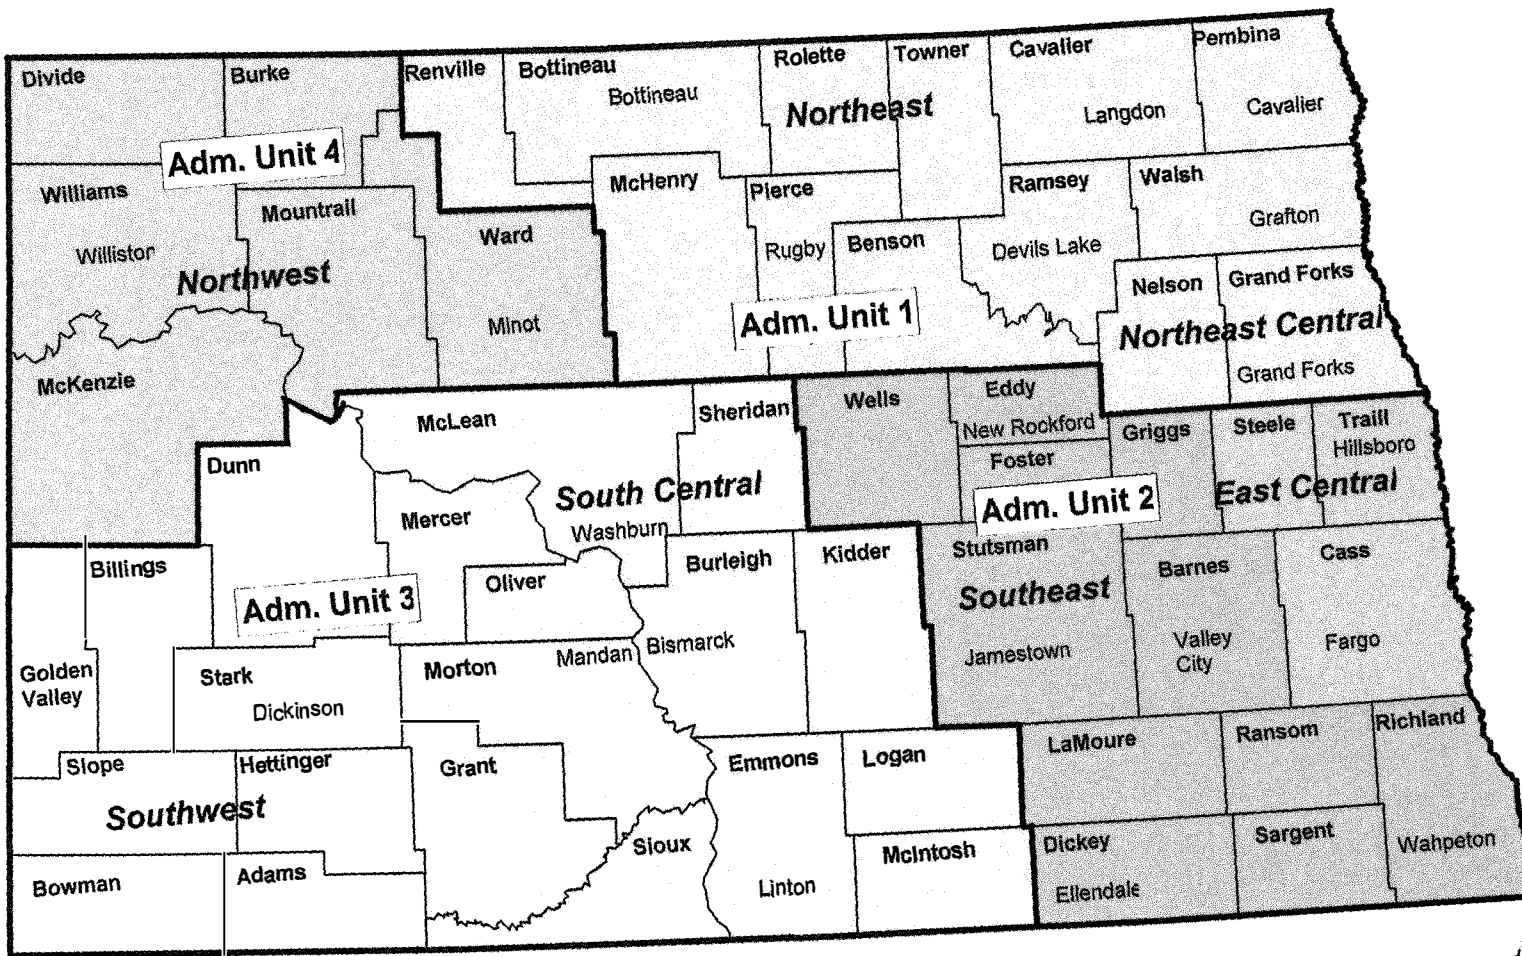 Divide
Burke
Renville
Bottineau
Bottineau
Rolette
Towner
Cavalier
Langdon
Pembina
Cavalier
Northeast
Adm. Unit 4
Williams
Williston
Mountrail
Northwest
Ward
Minot
McHenry
Pierce
Rugby
Benson
Ramsey
Devils Lake
Walsh
Grafton
Nelson
Grand Forks
Northeast Central
Grand Forks
Adm. Unit 1
McKenzie
McLean
Sheridan
Wells
Eddy
New Rockford
Foster
Griggs
Steele
Traill
Hillsboro
East Central
Adm. Unit 2
Dunn
Mercer
South Central
Washburn
Oliver
Burleigh
Kidder
Stutsman
Southeast
Jamestown
Barnes
Valley
City
Cass
Fargo
Billings
Adm. Unit 3
Golden
Valley
Stark
Dickinson
Morton
Mandan
Bismarck
Slope
Hettinger
Southwest
Grant
Sioux
Emmons
Linton
Logan
McIntosh
LaMoure
Ransom
Richland
Wahpeton
Dickey
Ellendale
Sargent
Bowman
Adams